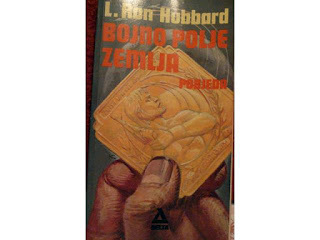 L. Ron Hubbard
BOJNO POLJE
ZEMLJA
POBJEDA